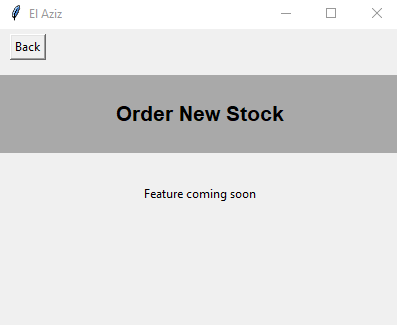 El Aziz
Back
Order New Stock
Feature coming soon